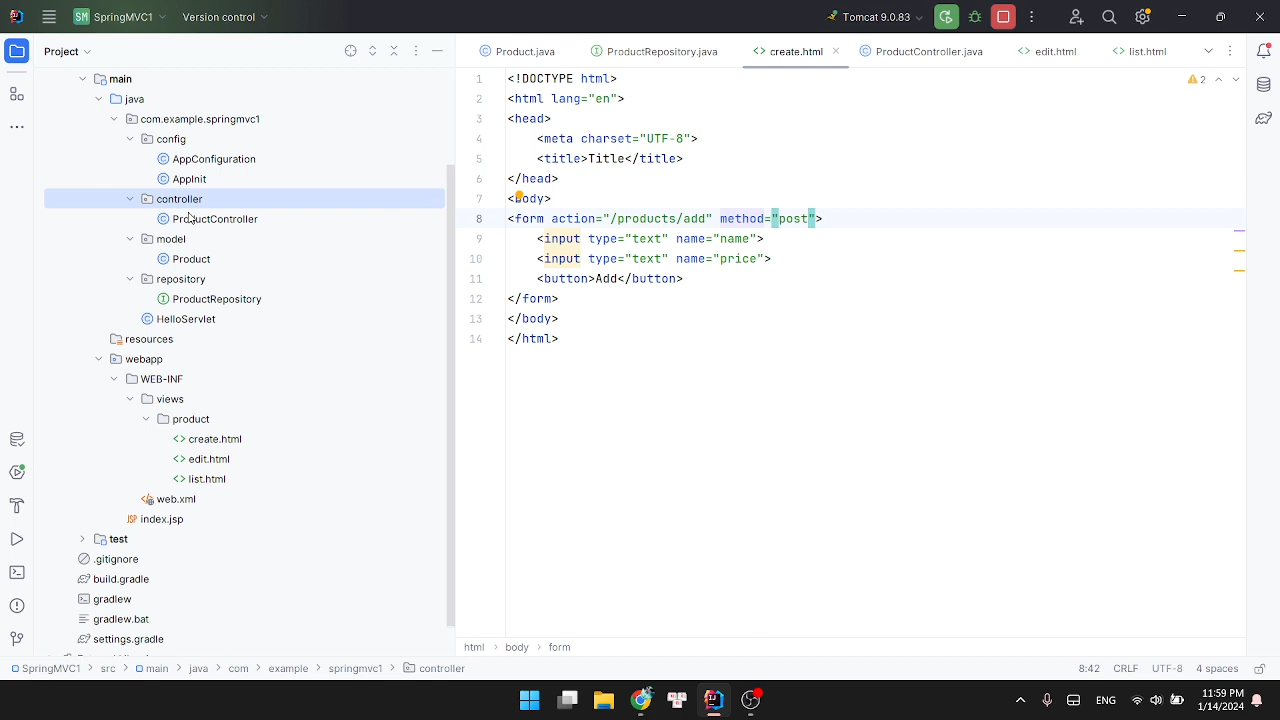 SM SpringMVC1 Version control Tomcat 9.0.83
Project
Product.java ProductRepository.java create.html ProductController.java edit.html list.html
main
java
com.example.springmvc1
config
AppConfiguration
AppInit
controller
ProductController
model
Product
repository
ProductRepository
HelloServlet
resources
webapp
WEB-INF
views
product
create.html
edit.html
list.html
web.xml
JSP index.jsp
test
.gitignore
build.gradle
gradlew
gradlew.bat
settings.gradle
2
1 <!DOCTYPE html>
2 <html lang="en">
3 <head>
4 <meta charset="UTF-8">
5 <title>Title</title>
6 </head>
7 <body>
8 <form action="/products/add" method="post">
9 <input type="text" name="name">
10 <input type="text" name="price">
11 <button>Add</button>
12 </form>
13 </body>
14 </html>
html > body > form
SpringMVC1 > src > main > java > com > example > springmvc1 > controller 8:42 CRLF UTF-8 4 spaces
ENG 11:59 PM
1/14/2024